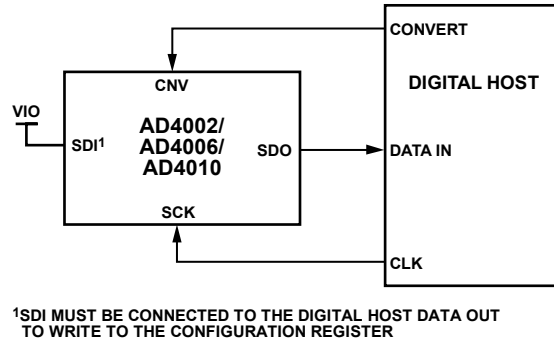 CONVERT
CNV
DIGITAL HOST
VIO
SDI¹
AD4002/
AD4006/
AD4010
SDO
DATA IN
SCK
CLK
¹SDI MUST BE CONNECTED TO THE DIGITAL HOST DATA OUT
TO WRITE TO THE CONFIGURATION REGISTER